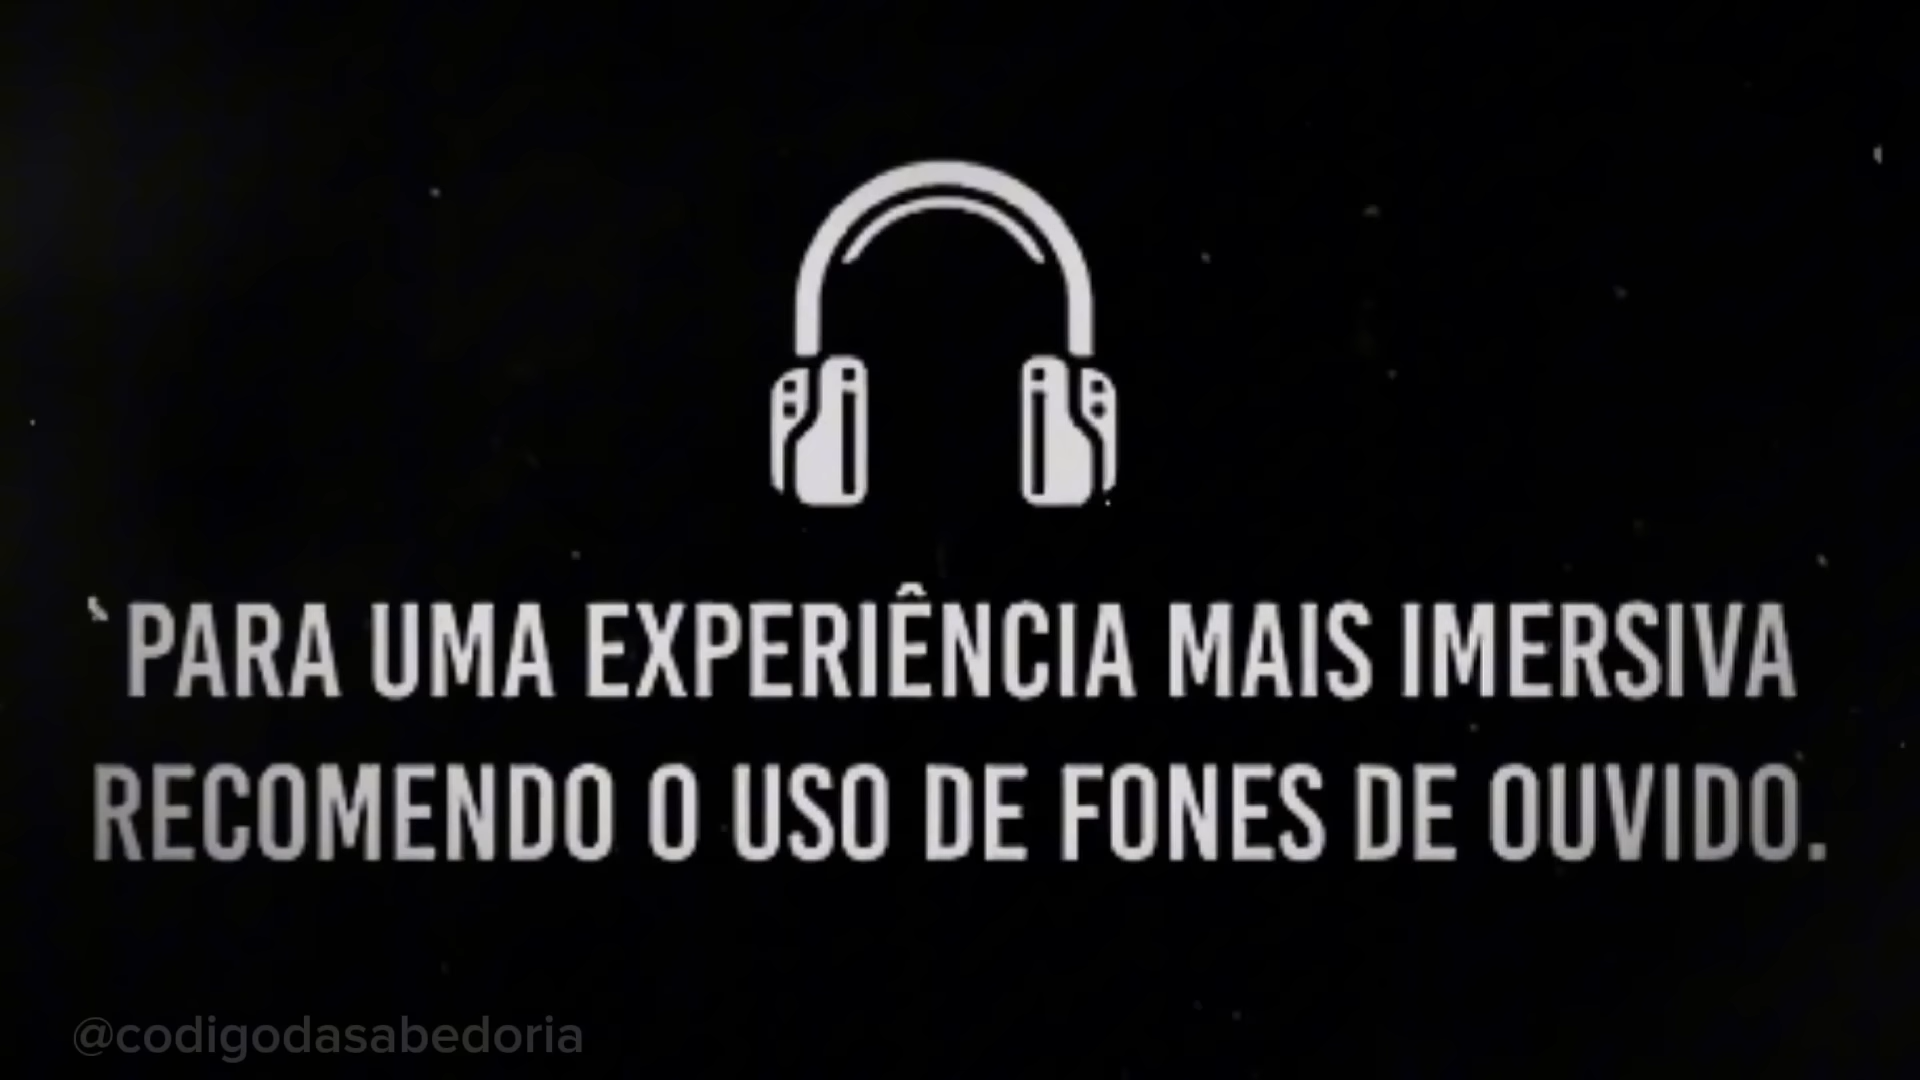 PARA UMA EXPERIÊNCIA MAIS IMERSIVA
RECOMENDO O USO DE FONES DE OUVIDO.
@codigodasabedoria